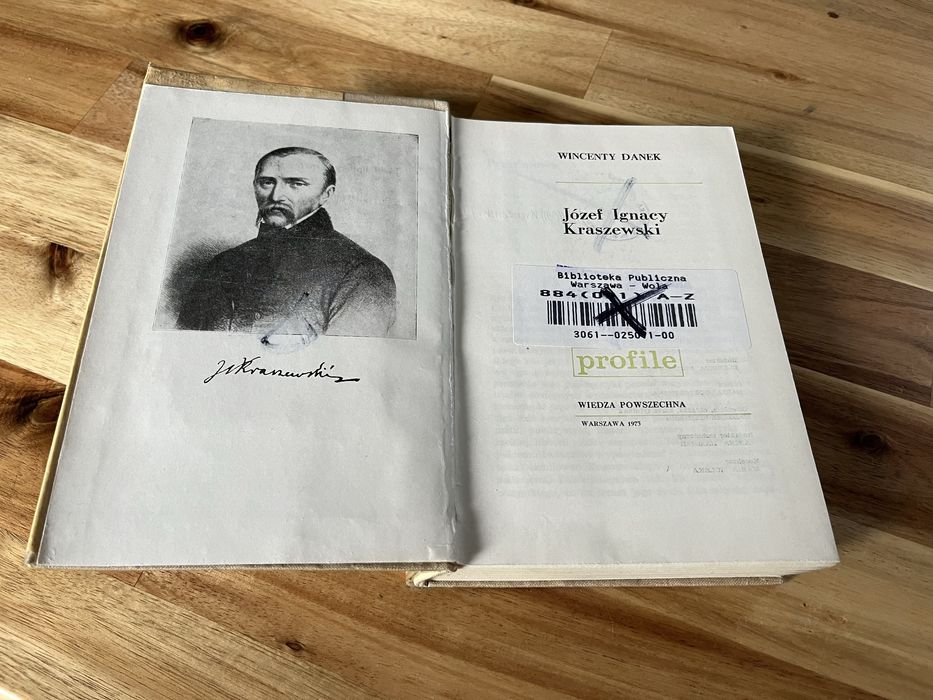 JIKraszewski
WINCENTY DANEK
Józef Ignacy
Kraszewski
Biblioteka Publiczna
Warszawa - Wola
A-Z
profile
WIEDZA POWSZECHNA
WARSZAWA 1973